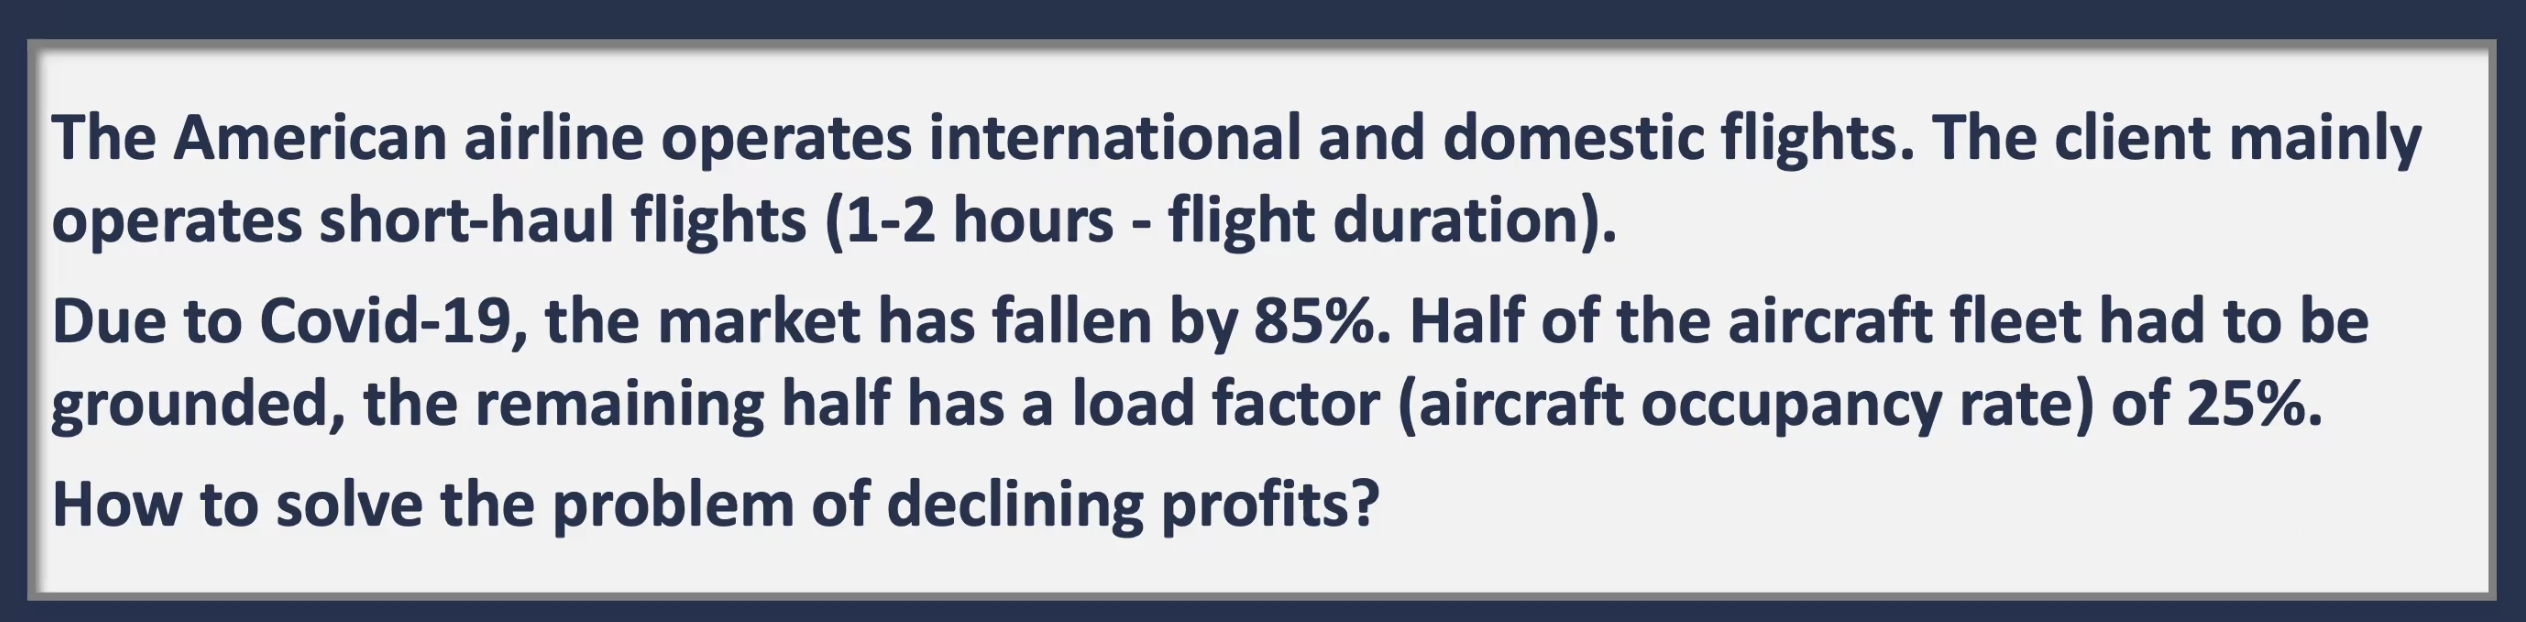 The American airline operates international and domestic flights. The client mainly
operates short-haul flights (1-2 hours - flight duration).
Due to Covid-19, the market has fallen by 85%. Half of the aircraft fleet had to be
grounded, the remaining half has a load factor (aircraft occupancy rate) of 25%.
How to solve the problem of declining profits?